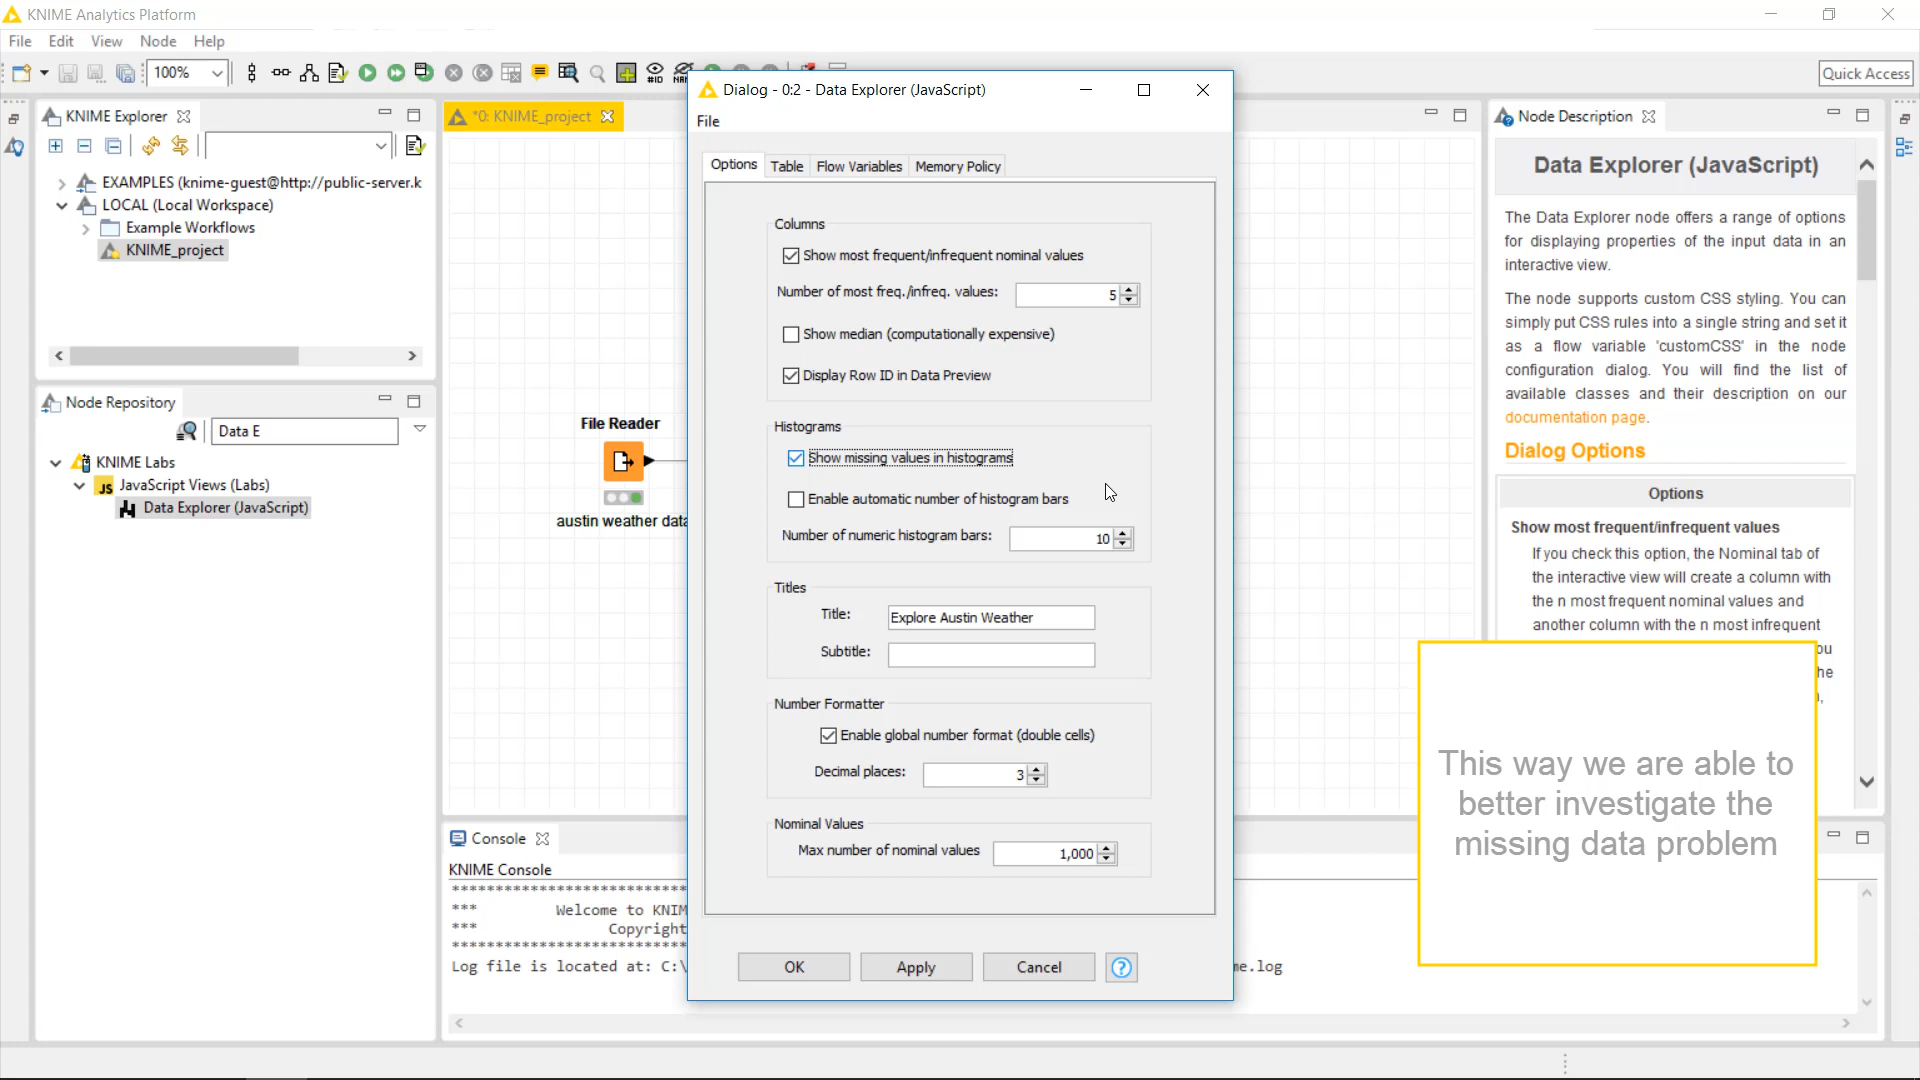 KNIME Analytics Platform
File Edit View Node Help
100%
#ID
Quick Access
KNIME Explorer
EXAMPLES (knime-guest@http://public-server.k
LOCAL (Local Workspace)
Example Workflows
KNIME_project
Node Repository
Data E
KNIME Labs
JS JavaScript Views (Labs)
Data Explorer (JavaScript)
*0: KNIME_project
File Reader
austin weather data
Dialog - 0:2 - Data Explorer (JavaScript)
File
Options Table Flow Variables Memory Policy
Columns
Show most frequent/infrequent nominal values
Number of most freq./infreq. values: 5
Show median (computationally expensive)
Display Row ID in Data Preview
Histograms
Show missing values in histograms
Enable automatic number of histogram bars
Number of numeric histogram bars: 10
Titles
Title: Explore Austin Weather
Subtitle:
Number Formatter
Enable global number format (double cells)
Decimal places: 3
Nominal Values
Max number of nominal values 1,000
OK Apply Cancel ?
Node Description
Data Explorer (JavaScript)
The Data Explorer node offers a range of options
for displaying properties of the input data in an
interactive view.
The node supports custom CSS styling. You can
simply put CSS rules into a single string and set it
as a flow variable 'customCSS' in the node
configuration dialog. You will find the list of
available classes and their description on our
documentation page.
Dialog Options
Options
Show most frequent/infrequent values
If you check this option, the Nominal tab of
the interactive view will create a column with
the n most frequent nominal values and
another column with the n most infrequent
This way we are able to
better investigate the
missing data problem
Console
KNIME Console
*** Welcome to KNIM
*** Copyright
Log file is located at: C:\
me.log